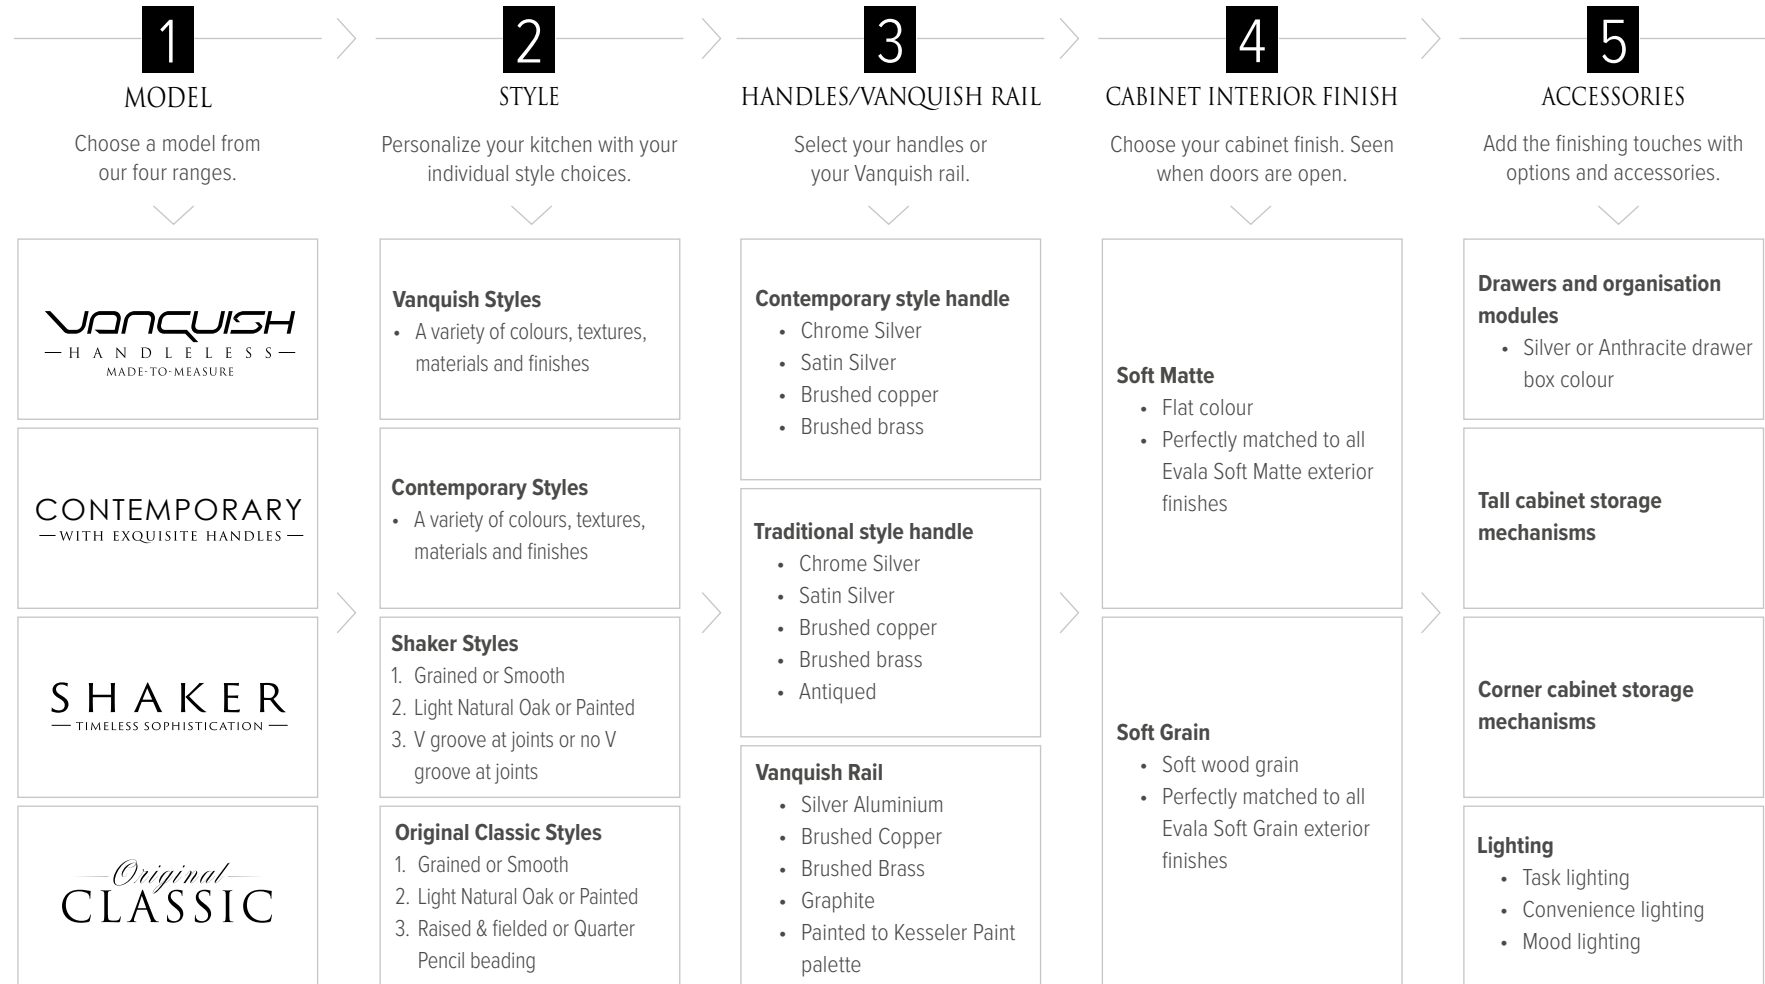 1
MODEL
Choose a model from
our four ranges.
VANQUISH
HANDLELESS
MADE-TO-MEASURE
CONTEMPORARY
WITH EXQUISITE HANDLES
SHAKER
TIMELESS SOPHISTICATION
Original
CLASSIC
2
STYLE
Personalize your kitchen with your
individual style choices.
Vanquish Styles
• A variety of colours, textures,
materials and finishes
Contemporary Styles
• A variety of colours, textures,
materials and finishes
Shaker Styles
1. Grained or Smooth
2. Light Natural Oak or Painted
3. V groove at joints or no V
groove at joints
Original Classic Styles
1. Grained or Smooth
2. Light Natural Oak or Painted
3. Raised & fielded or Quarter
Pencil beading
3
HANDLES/VANQUISH RAIL
Select your handles or
your Vanquish rail.
Contemporary style handle
• Chrome Silver
• Satin Silver
• Brushed copper
• Brushed brass
Traditional style handle
• Chrome Silver
• Satin Silver
• Brushed copper
• Brushed brass
• Antiqued
Vanquish Rail
• Silver Aluminium
• Brushed Copper
• Brushed Brass
• Graphite
• Painted to Kesseler Paint
palette
4
CABINET INTERIOR FINISH
Choose your cabinet finish. Seen
when doors are open.
Soft Matte
• Flat colour
• Perfectly matched to all
Evala Soft Matte exterior
finishes
Soft Grain
• Soft wood grain
• Perfectly matched to all
Evala Soft Grain exterior
finishes
5
ACCESSORIES
Add the finishing touches with
options and accessories.
Drawers and organisation
modules
• Silver or Anthracite drawer
box colour
Tall cabinet storage
mechanisms
Corner cabinet storage
mechanisms
Lighting
• Task lighting
• Convenience lighting
• Mood lighting